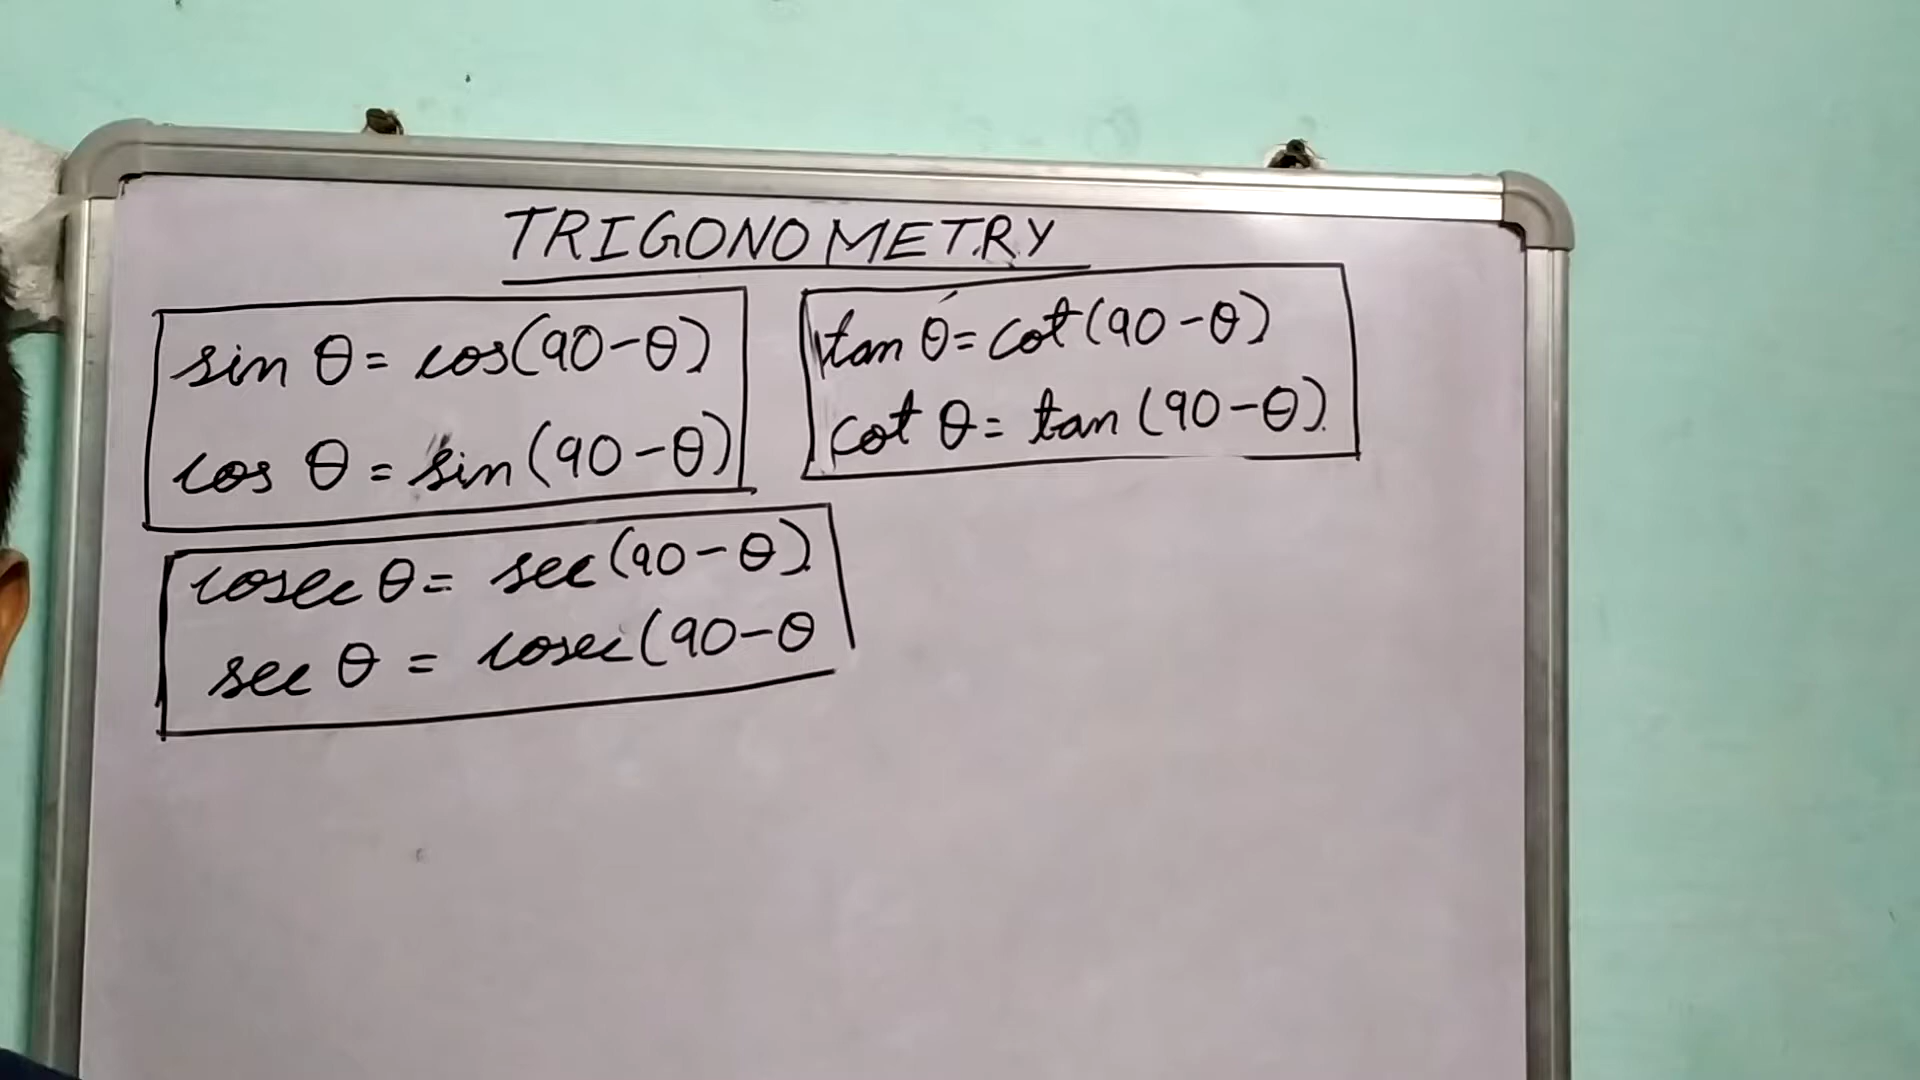 TRIGONOMETRY
sin θ = cos(90-θ)
cos θ = sin(90-θ)
tan θ = cot(90-θ)
cot θ = tan(90-θ).
cosec θ = sec(90-θ).
sec θ = cosec(90-θ